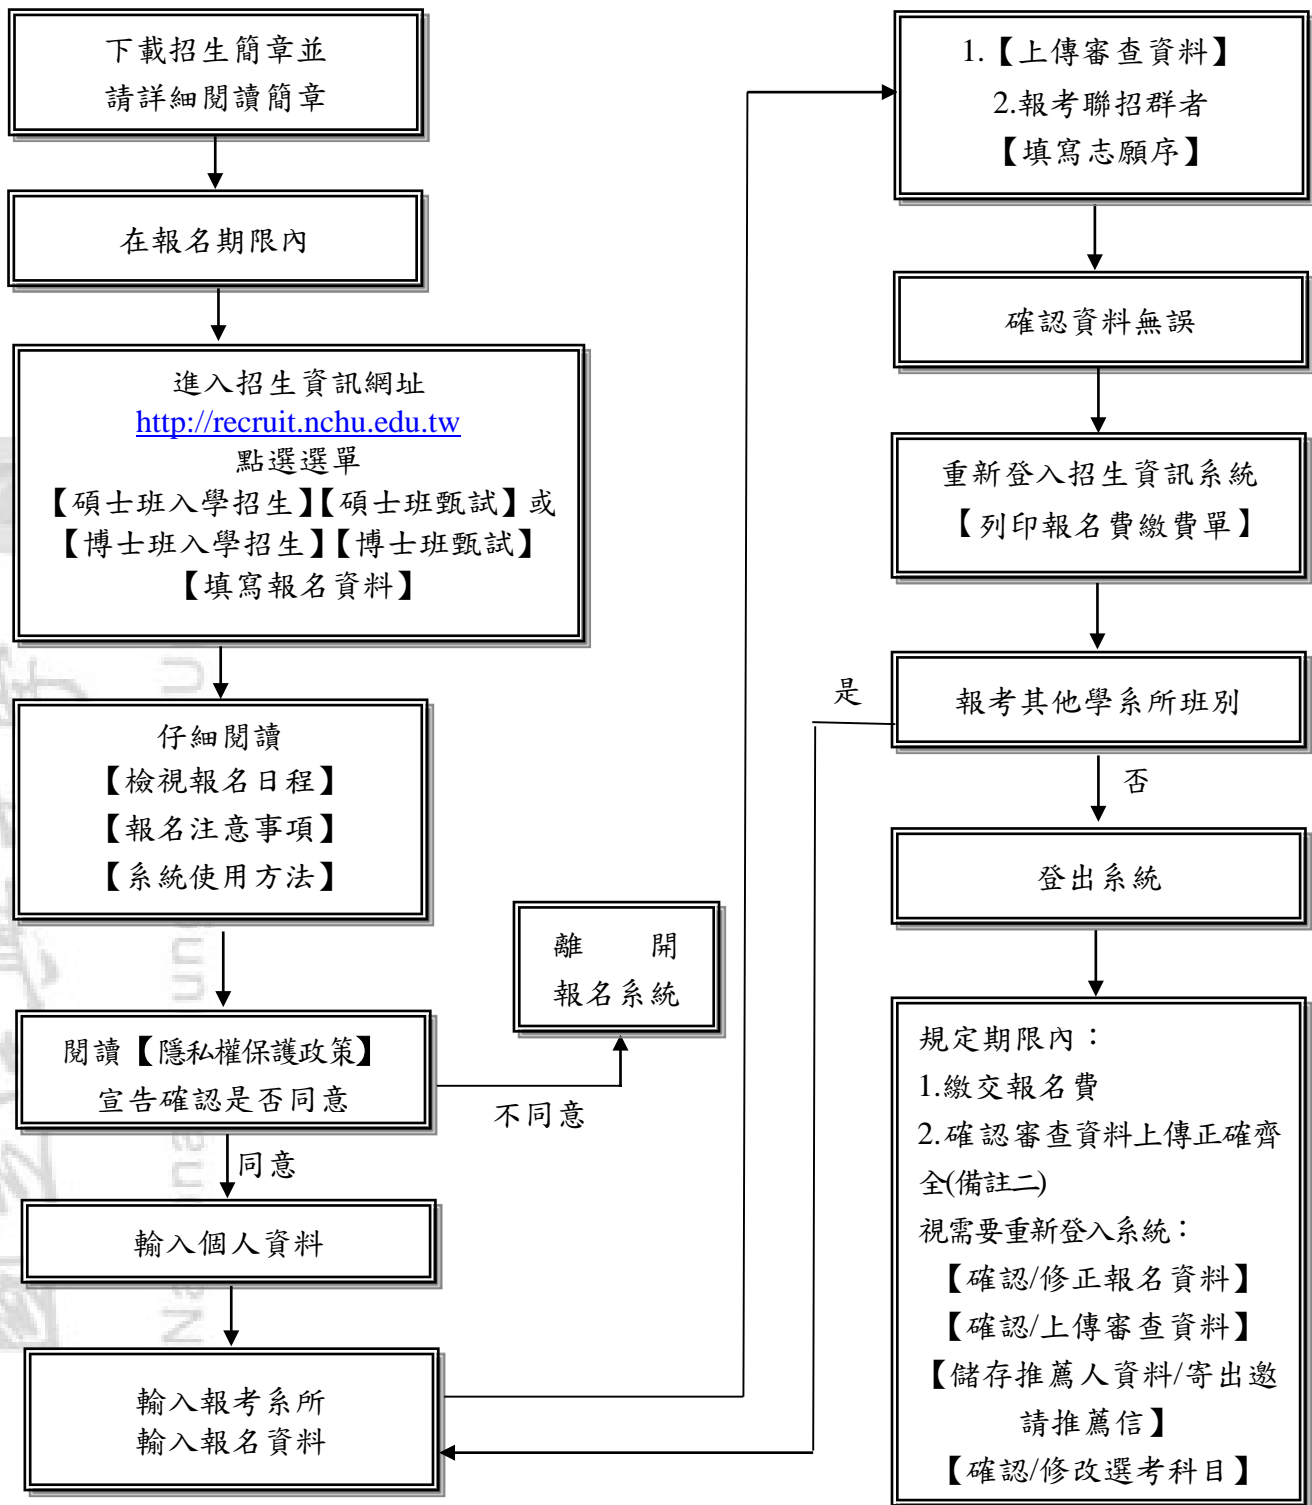 下載招生簡章並
請詳細閱讀簡章
在報名期限內
進入招生資訊網址
http://recruit.nchu.edu.tw
點選選單
【碩士班入學招生】【碩士班甄試】或
【博士班入學招生】【博士班甄試】
【填寫報名資料】
仔細閱讀
【檢視報名日程】
【報名注意事項】
【系統使用方法】
閱讀【隱私權保護政策】
宣告確認是否同意
不同意
離 開
報名系統
同意
輸入個人資料
輸入報考系所
輸入報名資料
1.【上傳審查資料】
2.報考聯招群者
【填寫志願序】
確認資料無誤
重新登入招生資訊系統
【列印報名費繳費單】
報考其他學系所班別
是
否
登出系統
規定期限內：
1.繳交報名費
2.確認審查資料上傳正確齊
全(備註二)
視需要重新登入系統：
【確認/修正報名資料】
【確認/上傳審查資料】
【儲存推薦人資料/寄出邀
請推薦信】
【確認/修改選考科目】